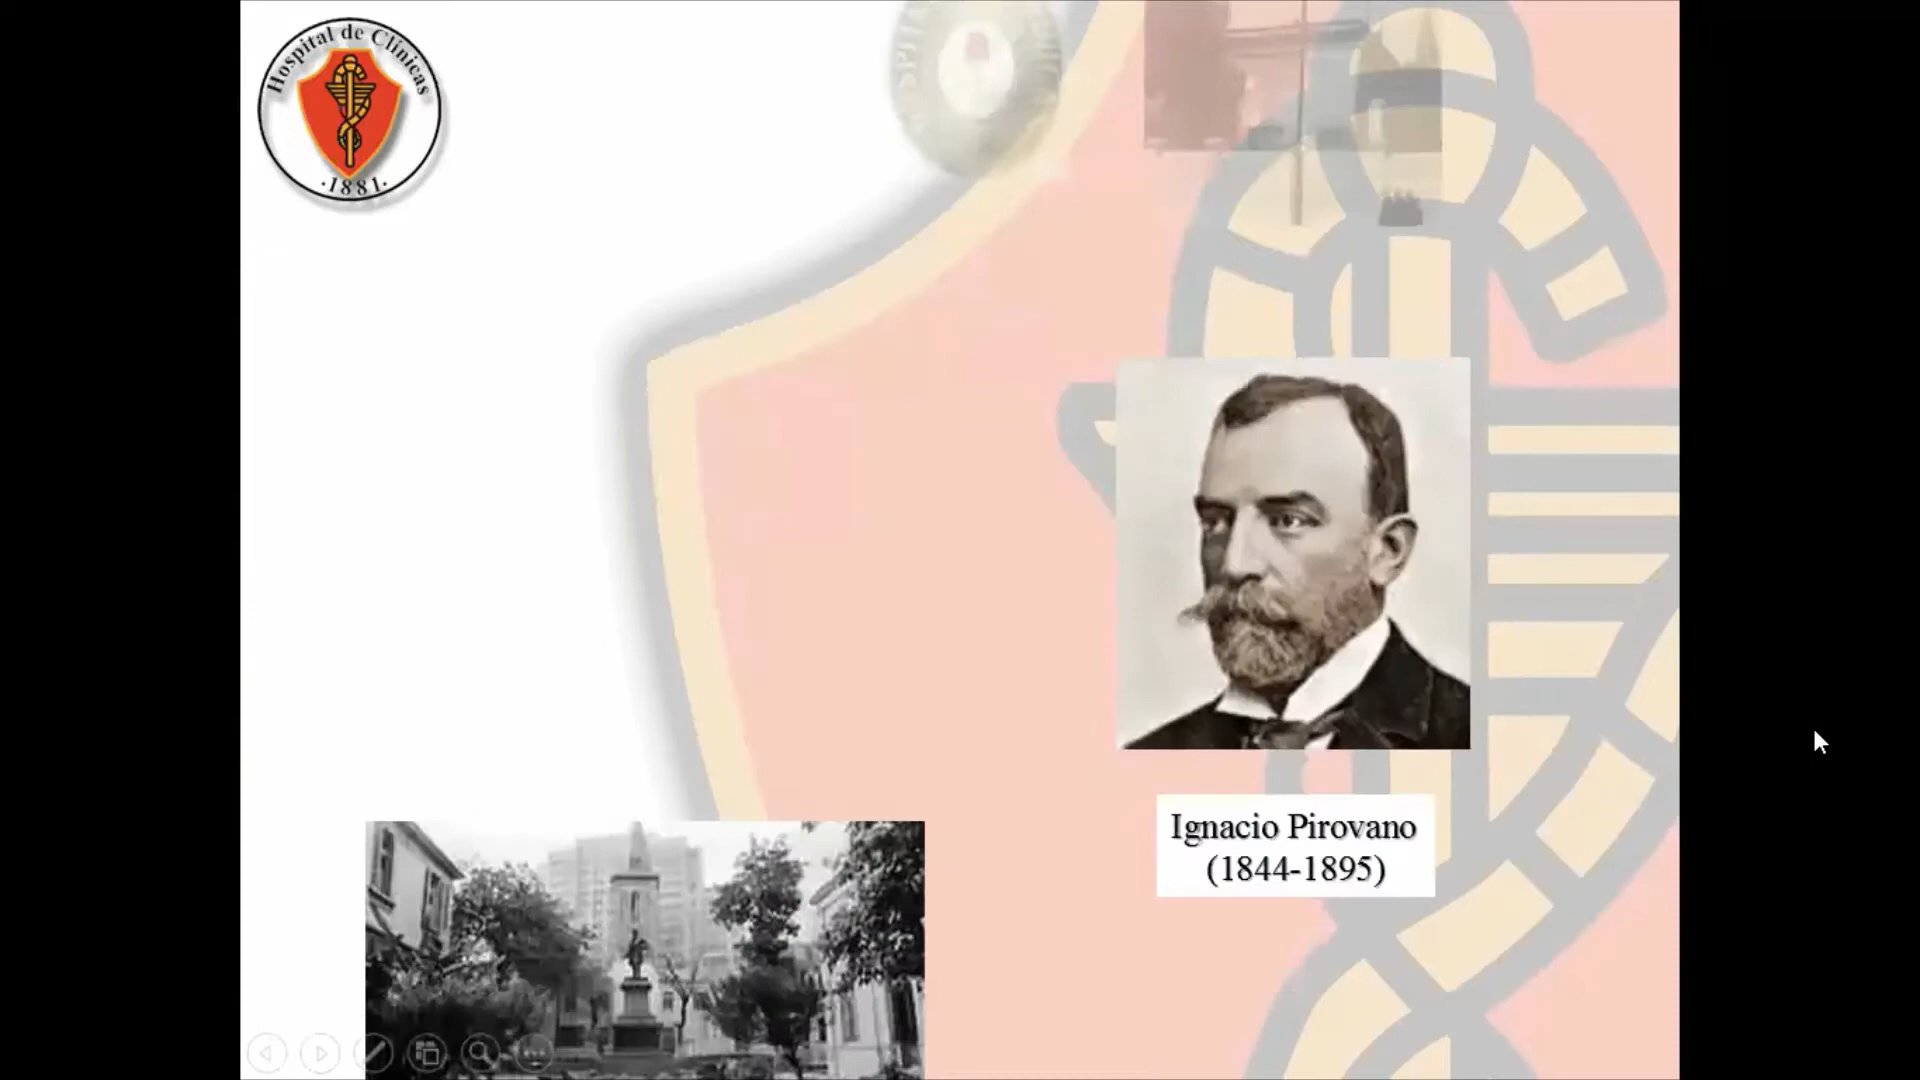 Hospital de Clínicas
·1881·
Ignacio Pirovano
(1844-1895)